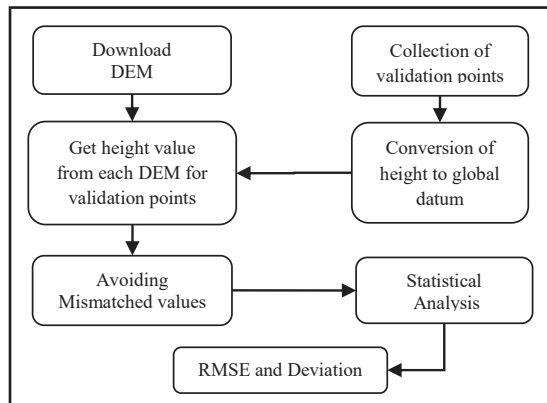 Download
DEM
Collection of
validation points
Get height value
from each DEM for
validation points
Conversion of
height to global
datum
Avoiding
Mismatched values
Statistical
Analysis
RMSE and Deviation